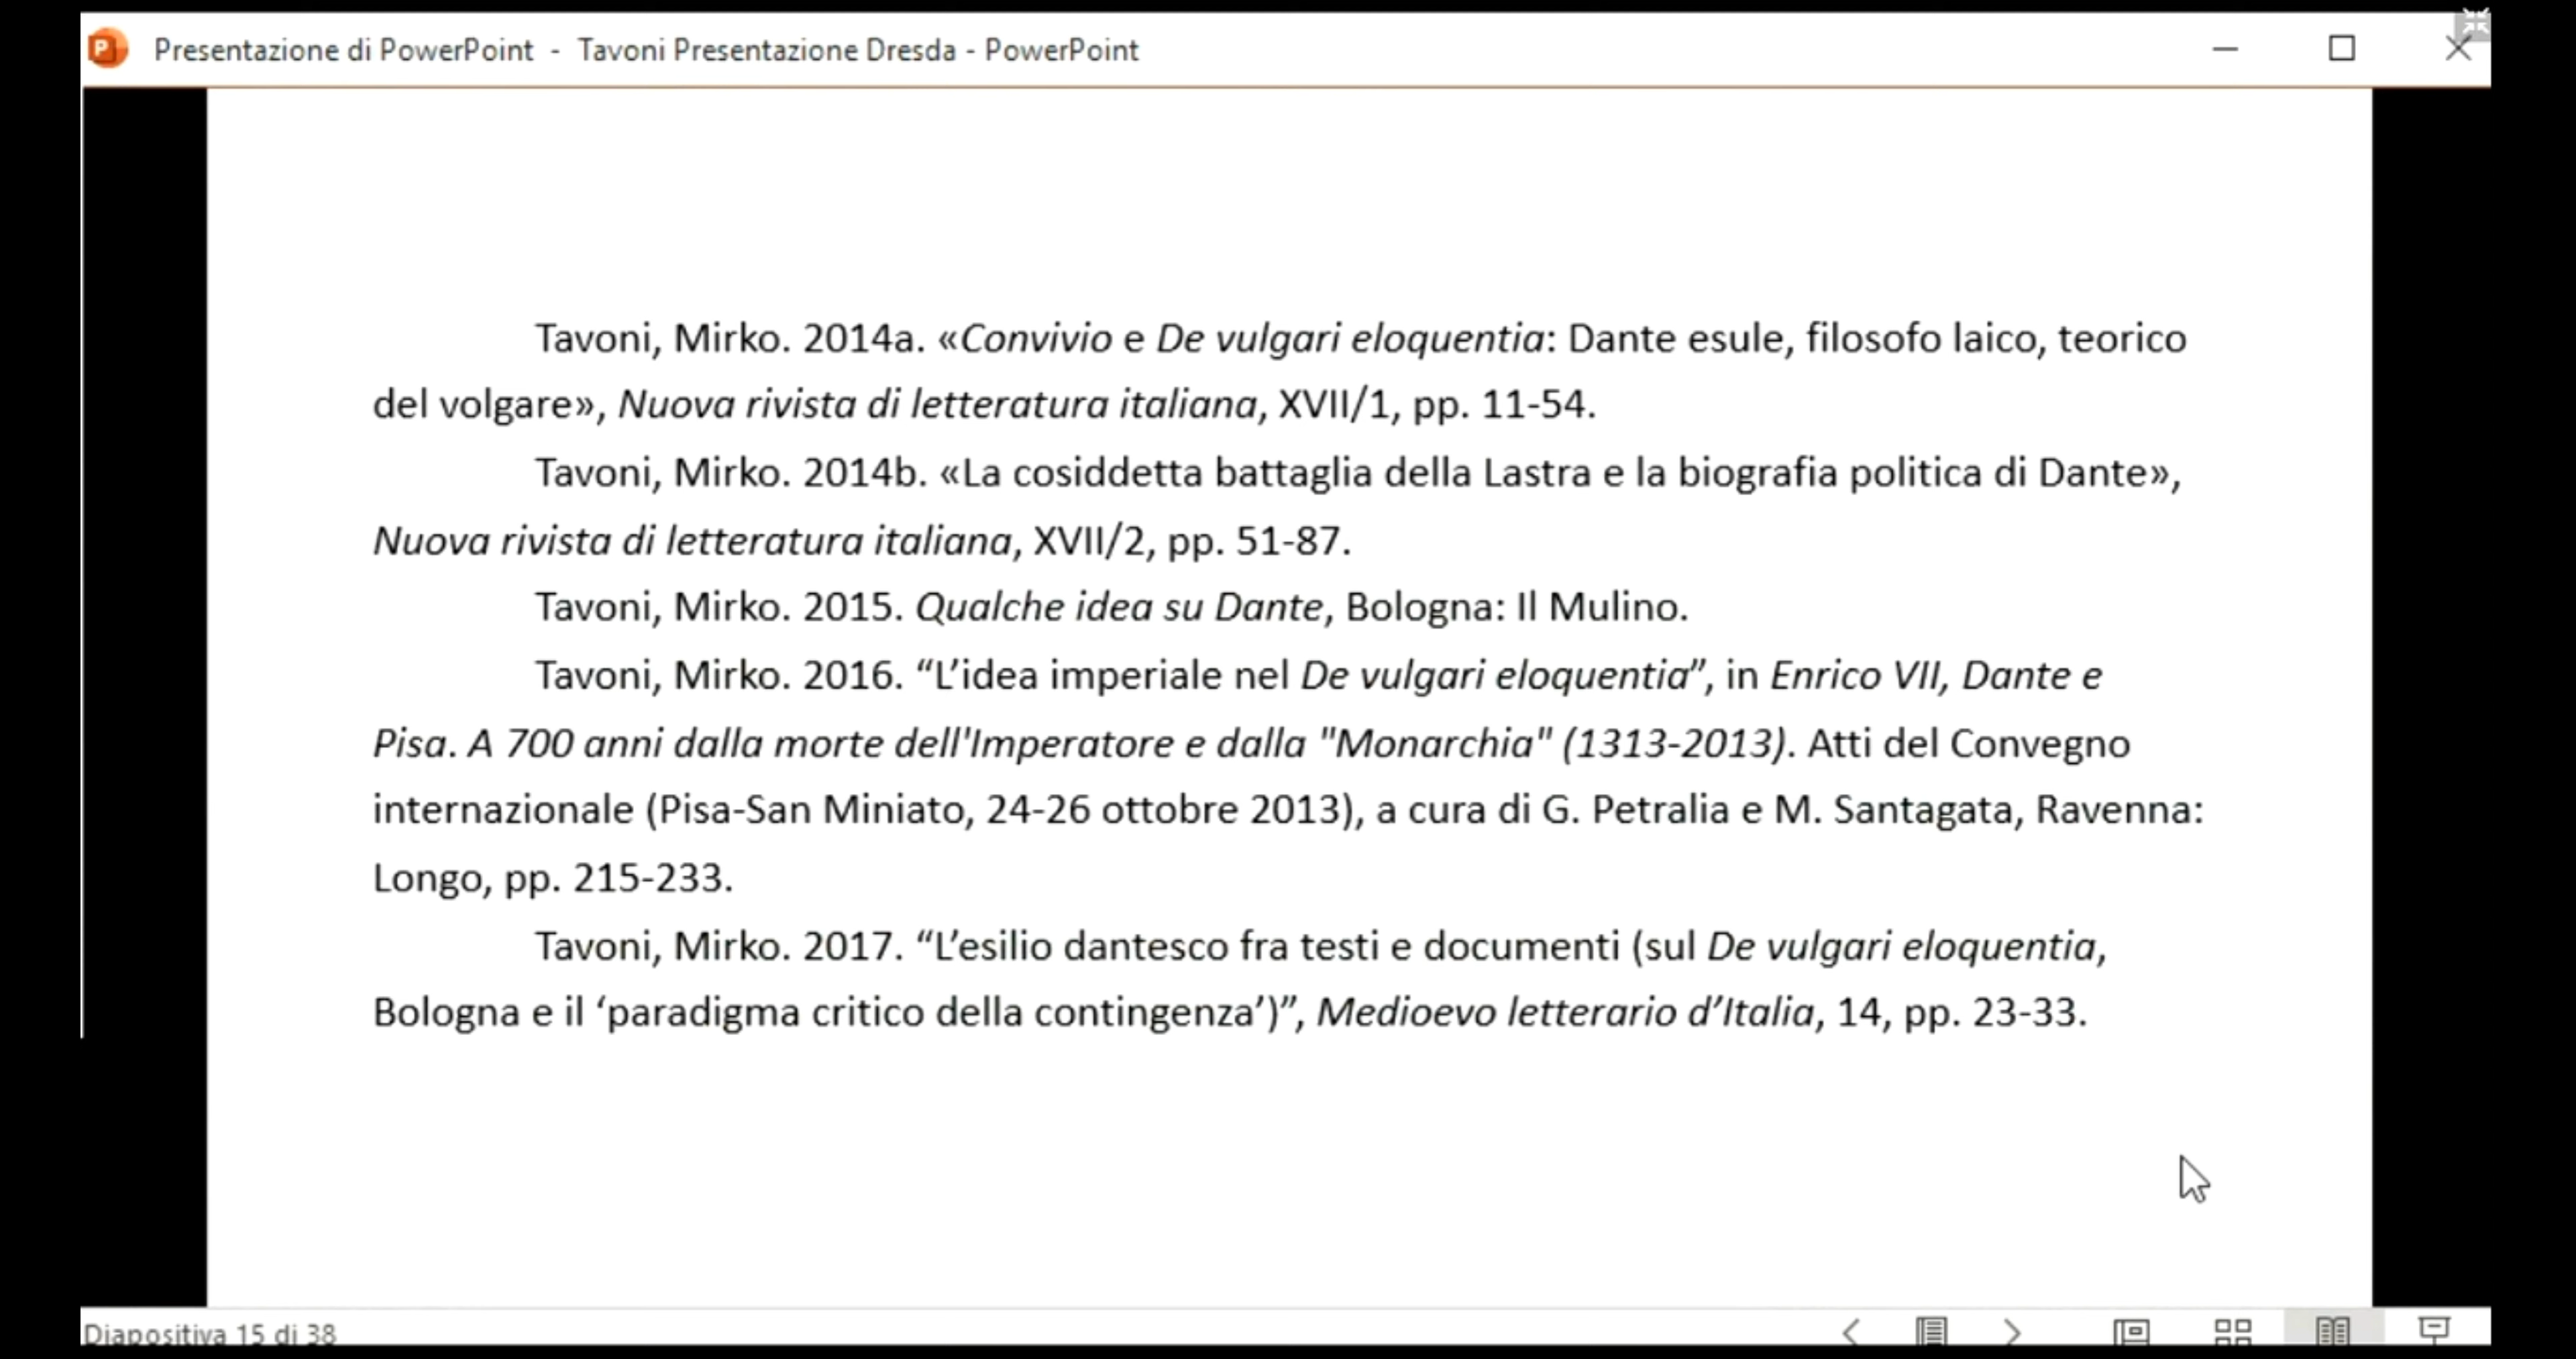 Presentazione di PowerPoint - Tavoni Presentazione Dresda - PowerPoint
Tavoni, Mirko. 2014a. «Convivio e De vulgari eloquentia: Dante esule, filosofo laico, teorico
del volgare», Nuova rivista di letteratura italiana, XVII/1, pp. 11-54.
Tavoni, Mirko. 2014b. «La cosiddetta battaglia della Lastra e la biografia politica di Dante»,
Nuova rivista di letteratura italiana, XVII/2, pp. 51-87.
Tavoni, Mirko. 2015. Qualche idea su Dante, Bologna: Il Mulino.
Tavoni, Mirko. 2016. “L’idea imperiale nel De vulgari eloquentia”, in Enrico VII, Dante e
Pisa. A 700 anni dalla morte dell'Imperatore e dalla "Monarchia" (1313-2013). Atti del Convegno
internazionale (Pisa-San Miniato, 24-26 ottobre 2013), a cura di G. Petralia e M. Santagata, Ravenna:
Longo, pp. 215-233.
Tavoni, Mirko. 2017. “L’esilio dantesco fra testi e documenti (sul De vulgari eloquentia,
Bologna e il ‘paradigma critico della contingenza’)”, Medioevo letterario d’Italia, 14, pp. 23-33.
Diapositiva 15 di 38